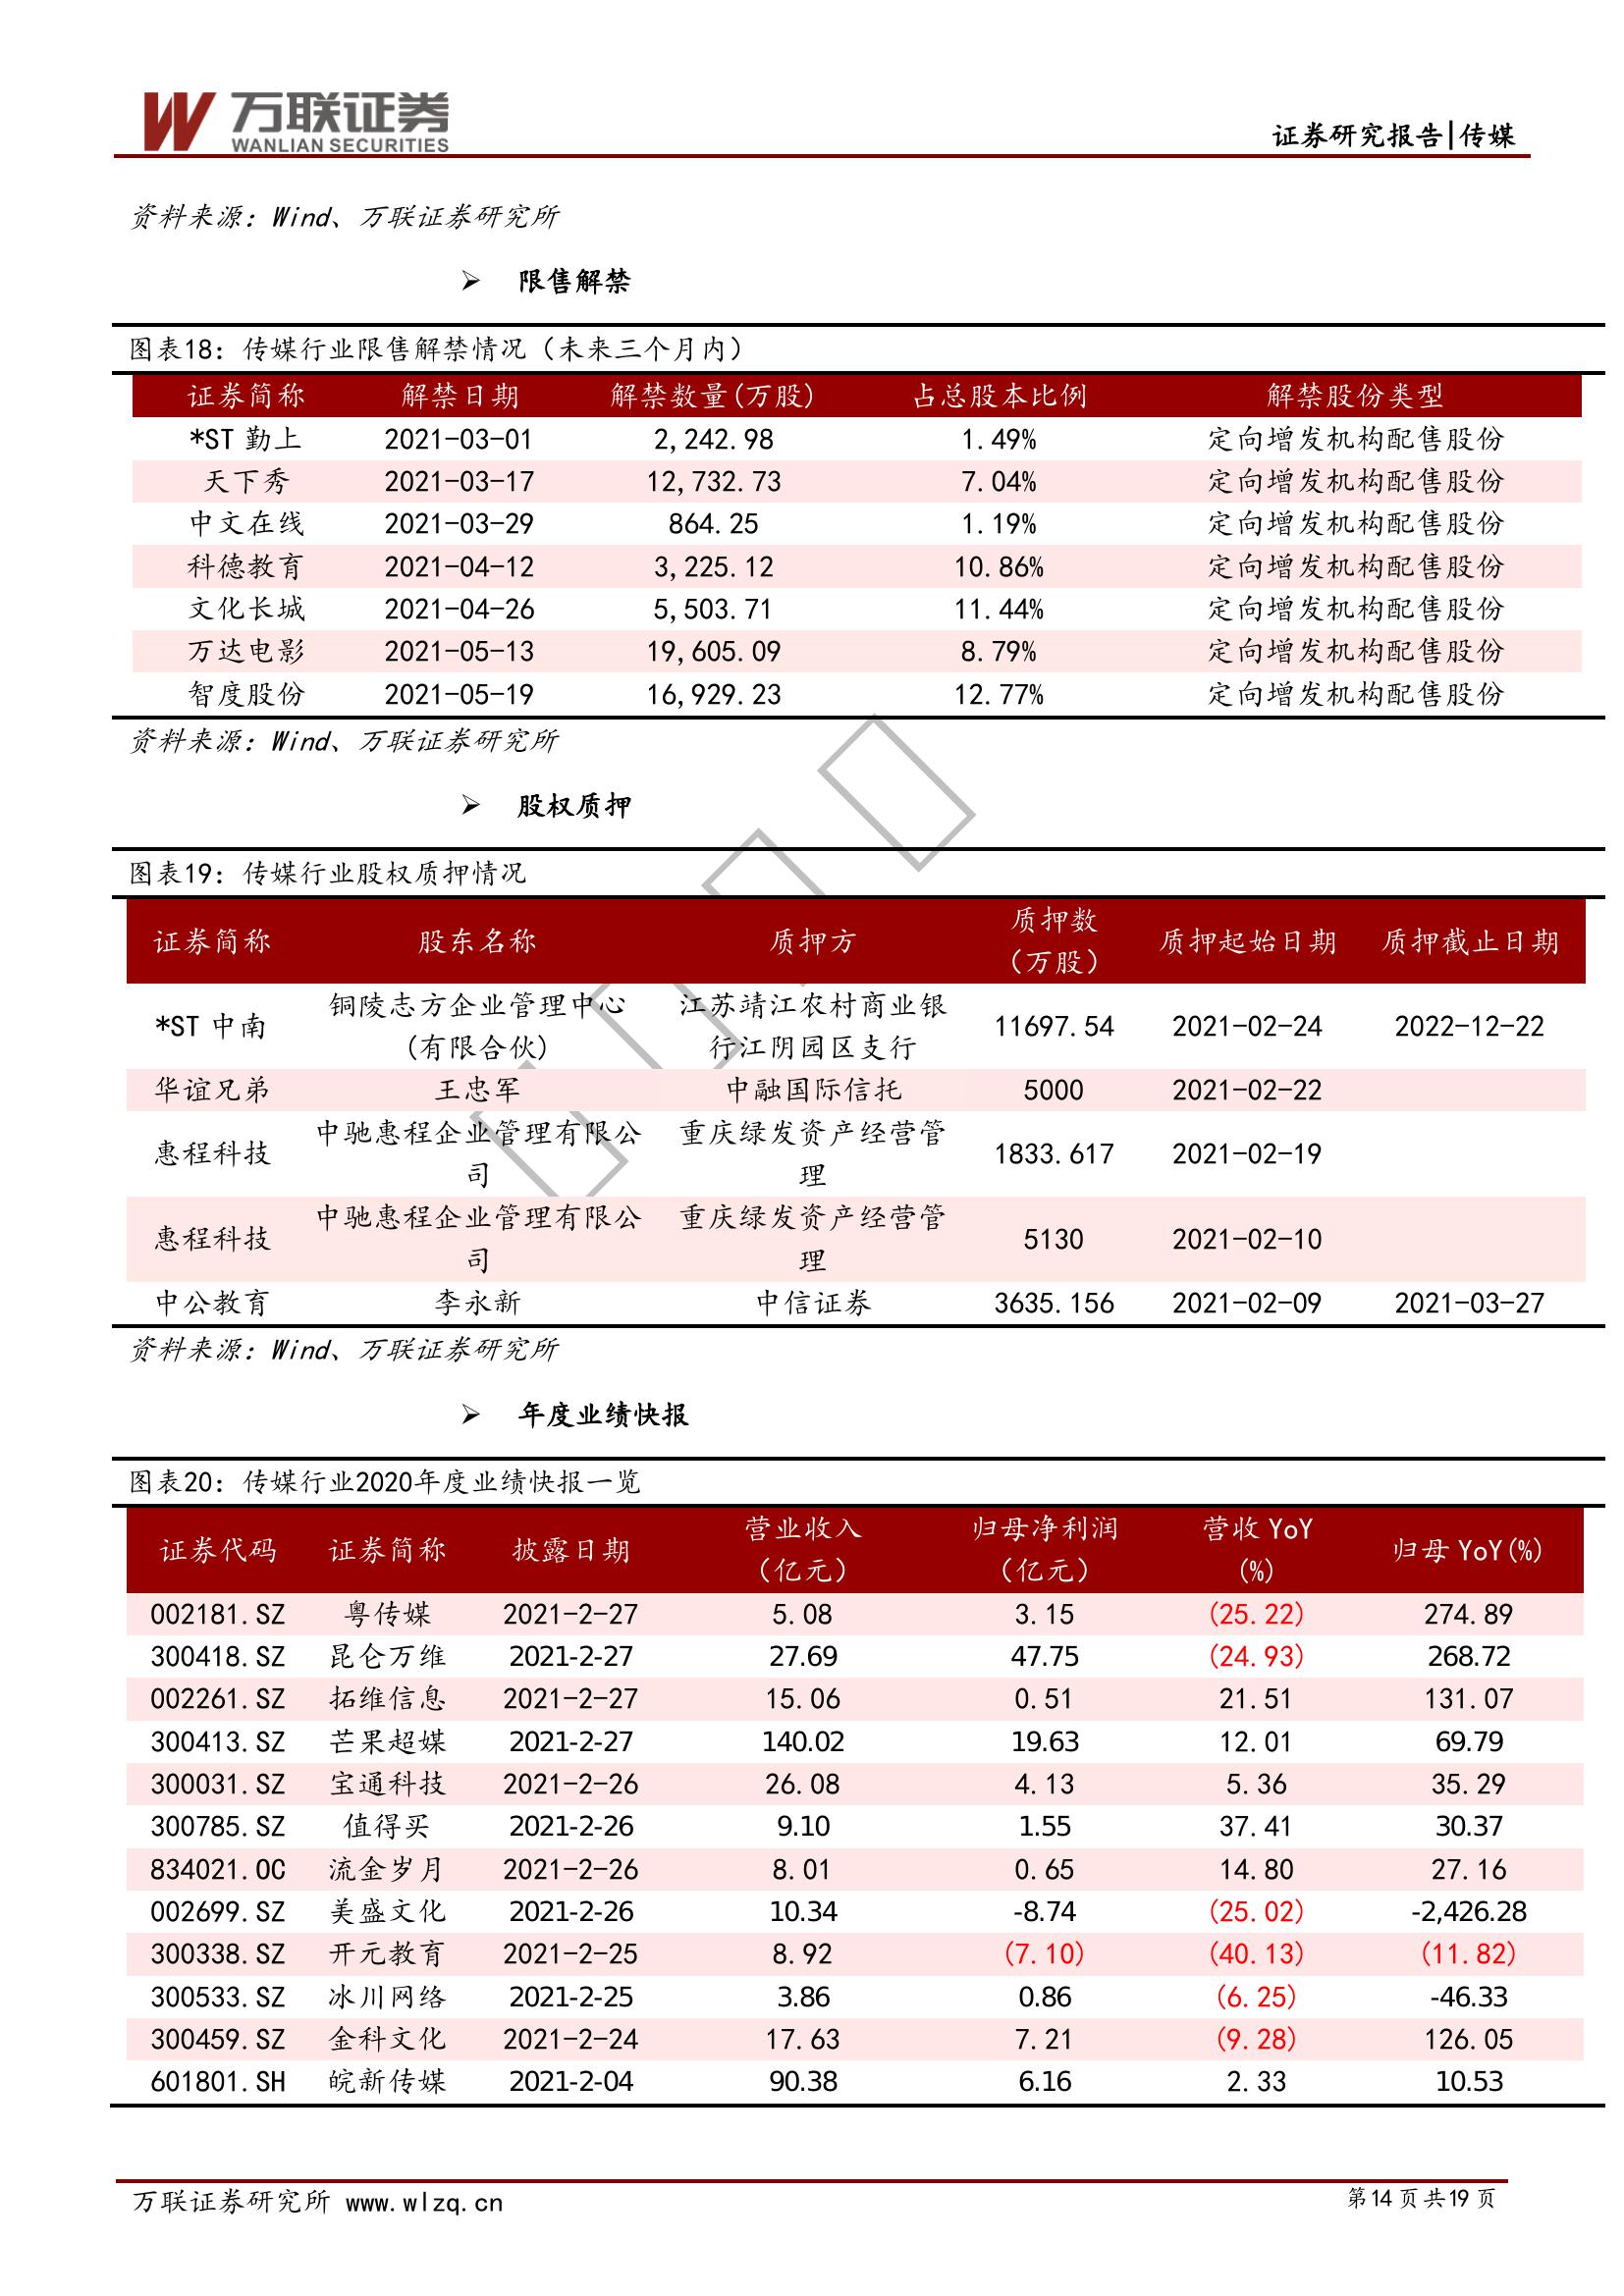 万联证券
WANLIAN SECURITIES
证券研究报告|传媒
资料来源：Wind、万联证券研究所
➢ 限售解禁
图表18：传媒行业限售解禁情况（未来三个月内）
证券简称 解禁日期 解禁数量(万股) 占总股本比例 解禁股份类型
*ST 勤上 2021-03-01 2,242.98 1.49% 定向增发机构配售股份
天下秀 2021-03-17 12,732.73 7.04% 定向增发机构配售股份
中文在线 2021-03-29 864.25 1.19% 定向增发机构配售股份
科德教育 2021-04-12 3,225.12 10.86% 定向增发机构配售股份
文化长城 2021-04-26 5,503.71 11.44% 定向增发机构配售股份
万达电影 2021-05-13 19,605.09 8.79% 定向增发机构配售股份
智度股份 2021-05-19 16,929.23 12.77% 定向增发机构配售股份
资料来源：Wind、万联证券研究所
➢ 股权质押
图表19：传媒行业股权质押情况
证券简称 股东名称 质押方 质押数（万股） 质押起始日期 质押截止日期
*ST 中南 铜陵志方企业管理中心(有限合伙) 江苏靖江农村商业银行江阴园区支行 11697.54 2021-02-24 2022-12-22
华谊兄弟 王忠军 中融国际信托 5000 2021-02-22
惠程科技 中驰惠程企业管理有限公司 重庆绿发资产经营管理 1833.617 2021-02-19
惠程科技 中驰惠程企业管理有限公司 重庆绿发资产经营管理 5130 2021-02-10
中公教育 李永新 中信证券 3635.156 2021-02-09 2021-03-27
资料来源：Wind、万联证券研究所
➢ 年度业绩快报
图表20：传媒行业2020年度业绩快报一览
证券代码 证券简称 披露日期 营业收入（亿元） 归母净利润（亿元） 营收 YoY(%) 归母 YoY(%)
002181.SZ 粤传媒 2021-2-27 5.08 3.15 (25.22) 274.89
300418.SZ 昆仑万维 2021-2-27 27.69 47.75 (24.93) 268.72
002261.SZ 拓维信息 2021-2-27 15.06 0.51 21.51 131.07
300413.SZ 芒果超媒 2021-2-27 140.02 19.63 12.01 69.79
300031.SZ 宝通科技 2021-2-26 26.08 4.13 5.36 35.29
300785.SZ 值得买 2021-2-26 9.10 1.55 37.41 30.37
834021.OC 流金岁月 2021-2-26 8.01 0.65 14.80 27.16
002699.SZ 美盛文化 2021-2-26 10.34 -8.74 (25.02) -2,426.28
300338.SZ 开元教育 2021-2-25 8.92 (7.10) (40.13) (11.82)
300533.SZ 冰川网络 2021-2-25 3.86 0.86 (6.25) -46.33
300459.SZ 金科文化 2021-2-24 17.63 7.21 (9.28) 126.05
601801.SH 皖新传媒 2021-2-04 90.38 6.16 2.33 10.53
万联证券研究所 www.wlzq.cn
第14页共19页